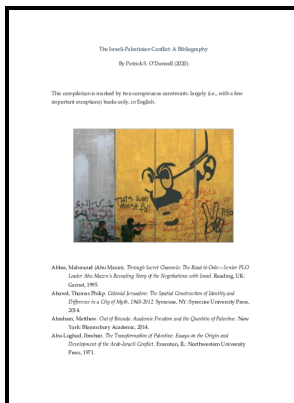 The Israeli-Palestinian Conflict: A Bibliography
By Patrick S. O'Donnell (2020)
This compilation is marked by two conspicuous constraints: largely (i.e., with a few
important exceptions) books only, in English.
THIS WALL
MUST FALL
Abbas, Mahmoud (Abu Mazin). Through Secret Channels: The Road to Oslo—Senior PLO
Leader Abu Mazen's Revealing Story of the Negotiations with Israel. Reading, UK:
Garnet, 1995.
Abowd, Thomas Philip. Colonial Jerusalem: The Spatial Construction of Identity and
Difference in a City of Myth, 1948-2012. Syracuse, NY: Syracuse University Press,
2014.
Abraham, Matthew. Out of Bounds: Academic Freedom and the Question of Palestine. New
York: Bloomsbury Academic, 2014.
Abu-Lughod, Ibrahim. The Transformation of Palestine: Essays on the Origin and
Development of the Arab-Israeli Conflict. Evanston, IL: Northwestern University
Press, 1971.